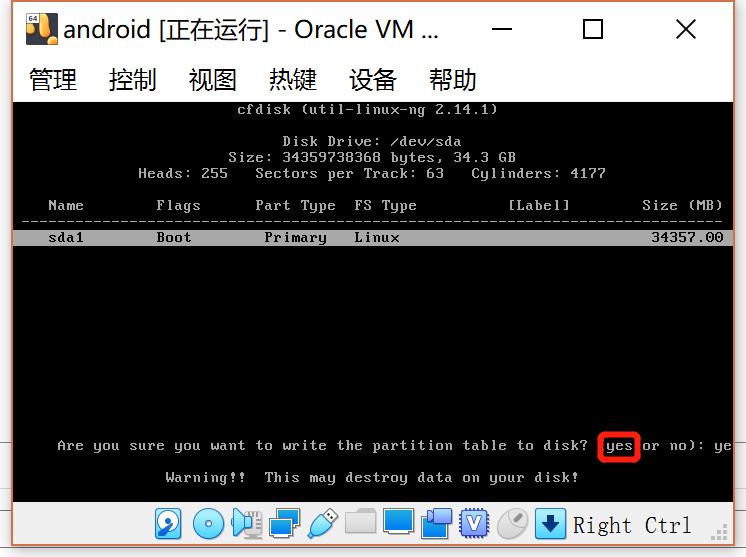 64 android [正在运行] - Oracle VM ...
管理 控制 视图 热键 设备 帮助
cfdisk (util-linux-ng 2.14.1)
Disk Drive: /dev/sda
Size: 34359738368 bytes, 34.3 GB
Heads: 255 Sectors per Track: 63 Cylinders: 4177
Name Flags Part Type FS Type [Label] Size (MB)
sda1 Boot Primary Linux 34357.00
Are you sure you want to write the partition table to disk? (yes or no): ye
Warning!! This may destroy data on your disk!
Right Ctrl